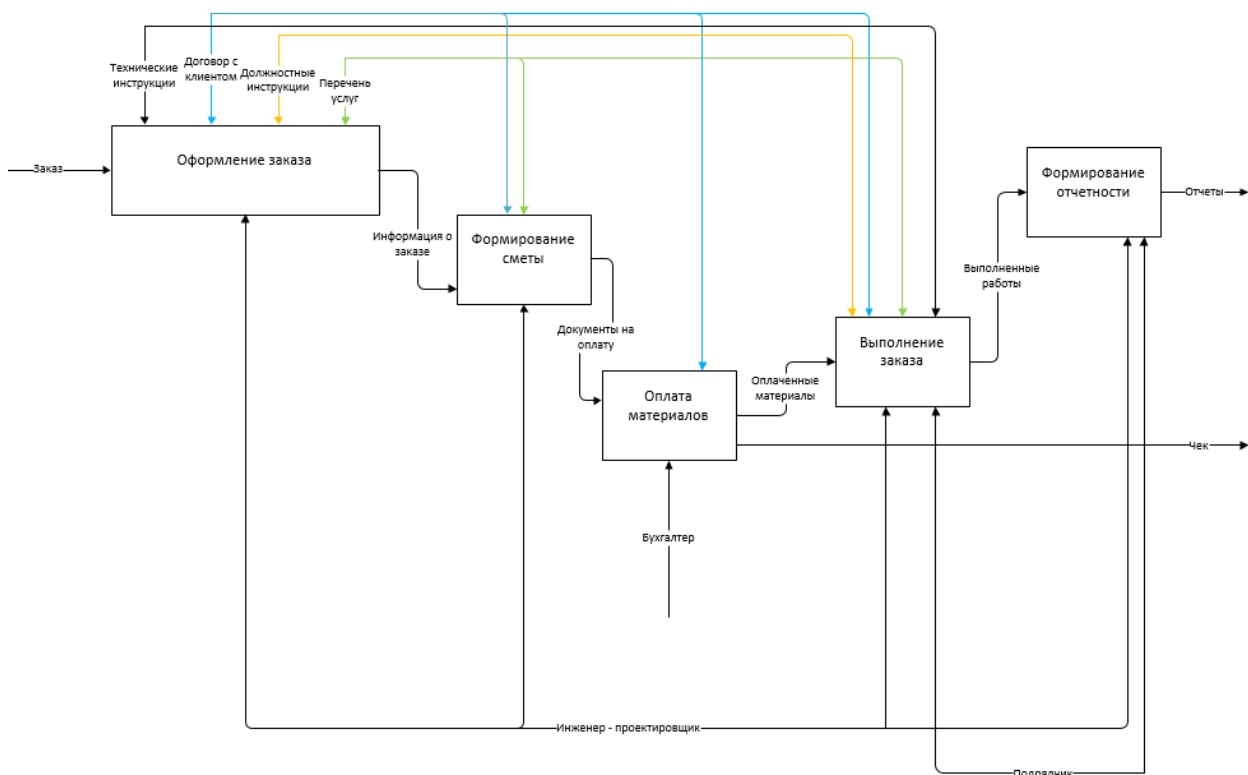 Технические
инструкции
Договор с
клиентом
Должностные
инструкции
Перечень
услуг
Заказ
Оформление заказа
Информация о
заказе
Формирование
сметы
Документы на
оплату
Оплата
материалов
Оплаченные
материалы
Выполнение
заказа
Выполненные
работы
Формирование
отчетности
Отчеты
Чек
Бухгалтер
Инженер - проектировщик
Подрядчик